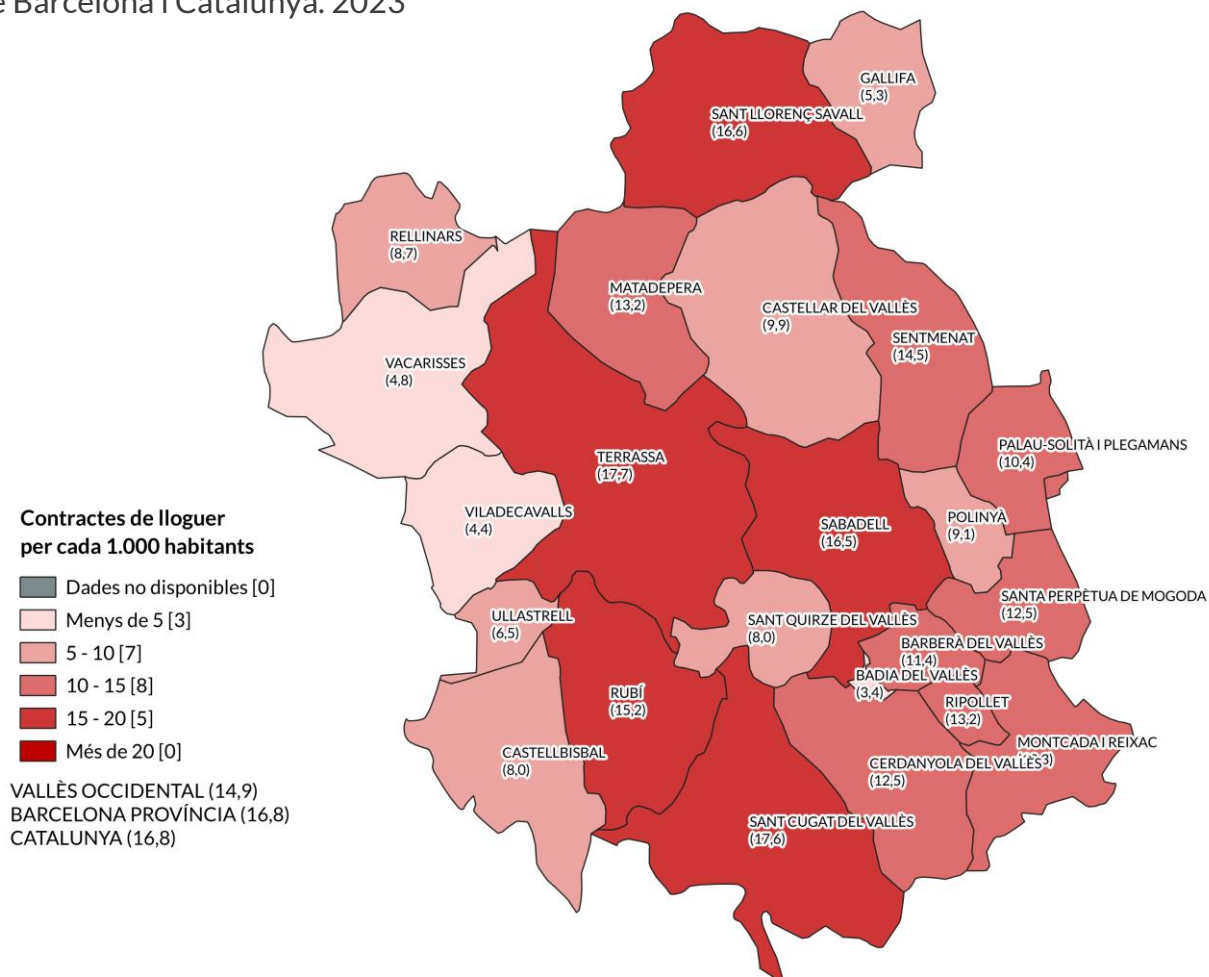 e Barcelona i Catalunya. 2023
GALLIFA
(5,3)
SANT LLORENÇ SAVALL
(16,6)
RELLINARS
(8,7)
MATADEPERA
(13,2)
CASTELLAR DEL VALLÈS
(9,9)
SENTMENAT
(14,5)
VACARISSES
(4,8)
PALAU-SOLITÀ I PLEGAMANS
(10,4)
TERRASSA
(17,7)
VILADECAVALLS
(4,4)
SABADELL
(16,5)
POLINYÀ
(9,1)
SANTA PERPÈTUA DE MOGODA
(12,5)
ULLASTRELL
(6,5)
SANT QUIRZE DEL VALLÈS
(8,0)
BARBERÀ DEL VALLÈS
(11,4)
BADIA DEL VALLÈS
(3,4)
RIPOLLET
(13,2)
RUBÍ
(15,2)
MONTCADA I REIXAC
3)
CASTELLBISBAL
(8,0)
CERDANYOLA DEL VALLÈS
(12,5)
SANT CUGAT DEL VALLÈS
(17,6)
Contractes de lloguer
per cada 1.000 habitants
Dades no disponibles [0]
Menys de 5 [3]
5 - 10 [7]
10 - 15 [8]
15 - 20 [5]
Més de 20 [0]
VALLÈS OCCIDENTAL (14,9)
BARCELONA PROVÍNCIA (16,8)
CATALUNYA (16,8)